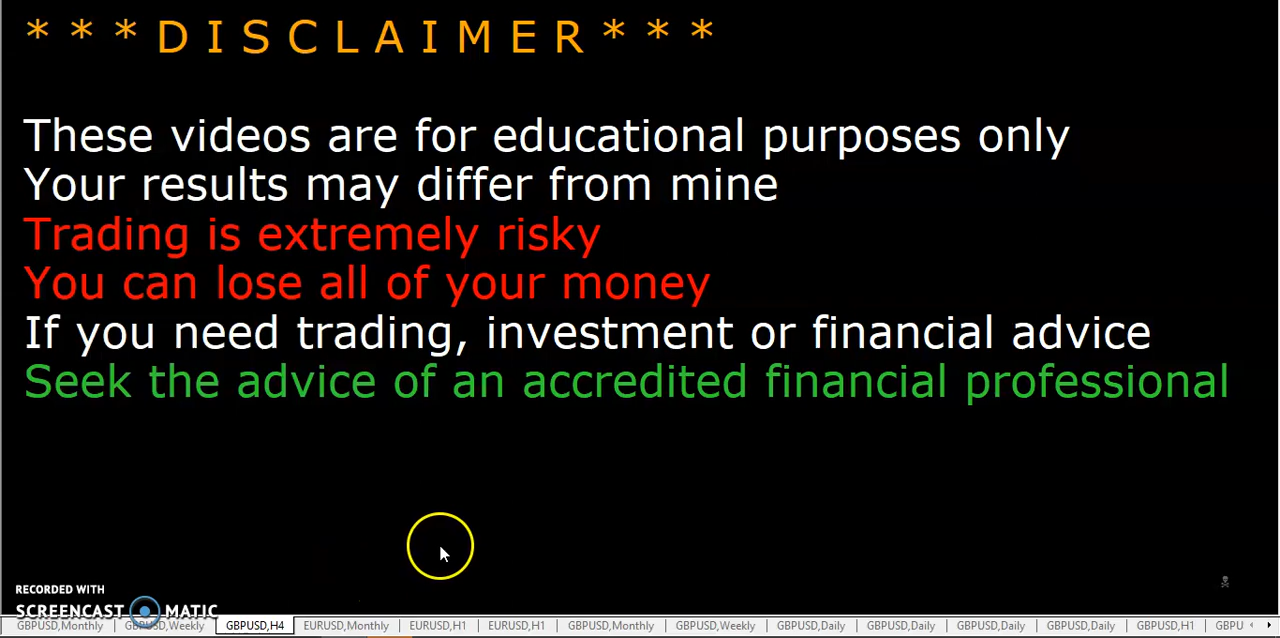 * * * D I S C L A I M E R * * *
These videos are for educational purposes only
Your results may differ from mine
Trading is extremely risky
You can lose all of your money
If you need trading, investment or financial advice
Seek the advice of an accredited financial professional
RECORDED WITH
SCREENCAST MATIC
GBPUSD,Monthly GBPUSD,Weekly GBPUSD,H4 EURUSD,Monthly EURUSD,H1 EURUSD,H1 GBPUSD,Monthly GBPUSD,Weekly GBPUSD,Daily GBPUSD,Daily GBPUSD,Daily GBPUSD,Daily GBPUSD,H1 GBPU